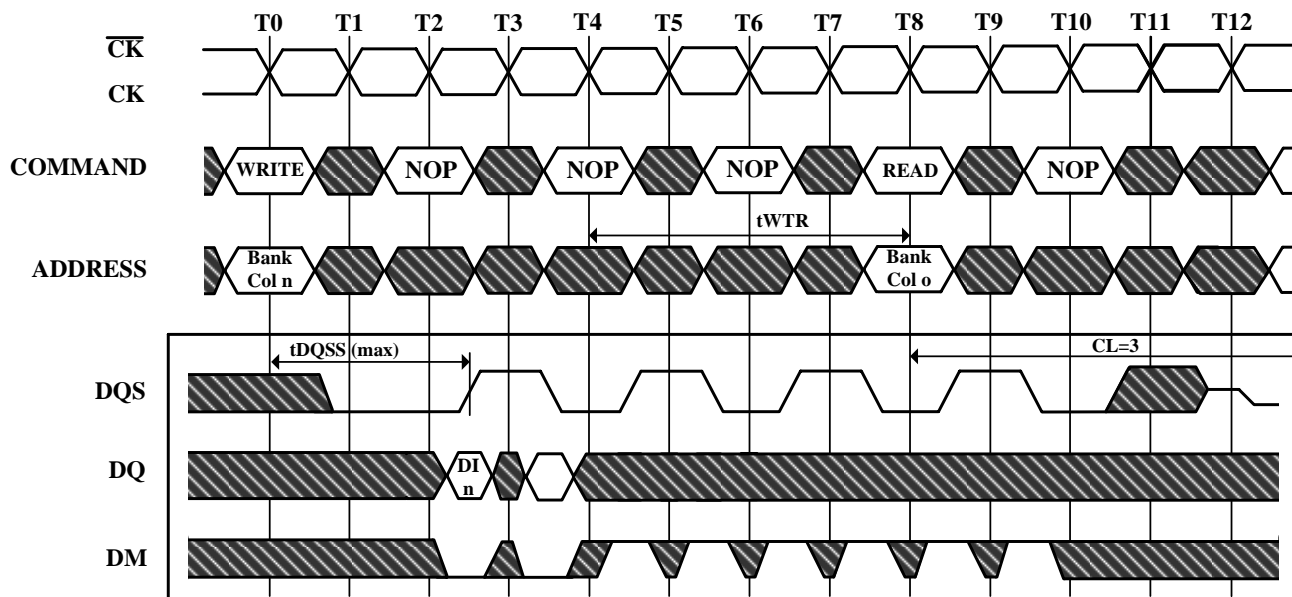 T0 T1 T2 T3 T4 T5 T6 T7 T8 T9 T10 T11 T12
CK
CK
COMMAND WRITE NOP NOP NOP READ NOP
tWTR
ADDRESS Bank Col n Bank Col o
tDQSS (max) CL=3
DQS
DQ DI n
DM